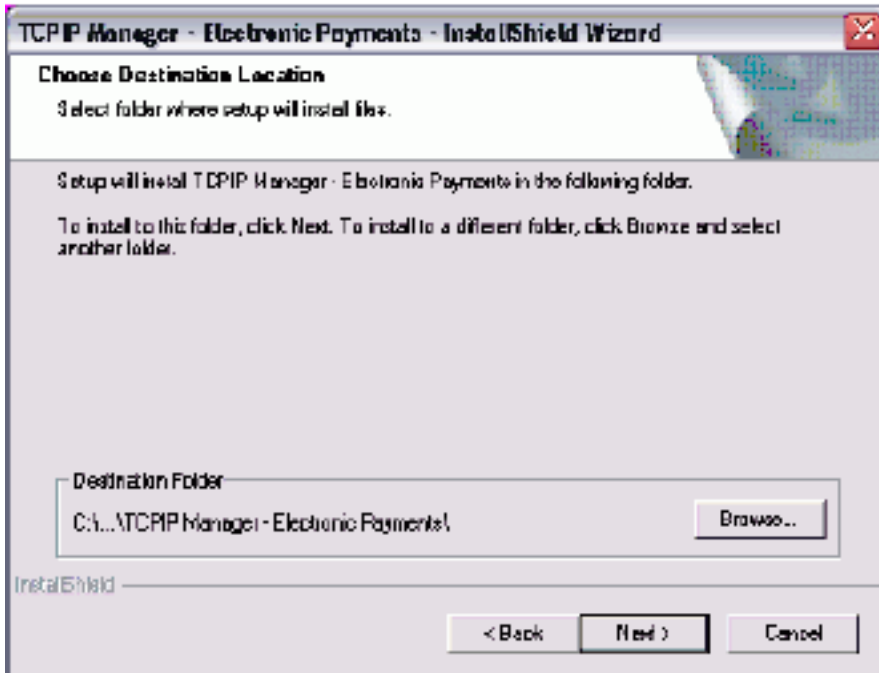 TCPIP Manager - Electronic Payments - InstallShield Wizard
Choose Destination Location
Select folder where setup will install files.
Setup will install TCPIP Manager - Electronic Payments in the following folder.
To install to this folder, click Next. To install to a different folder, click Browse and select
another folder.
Destination Folder
C:\...\TCPIP Manager - Electronic Payments\
Browse...
InstallShield
< Back
Next >
Cancel